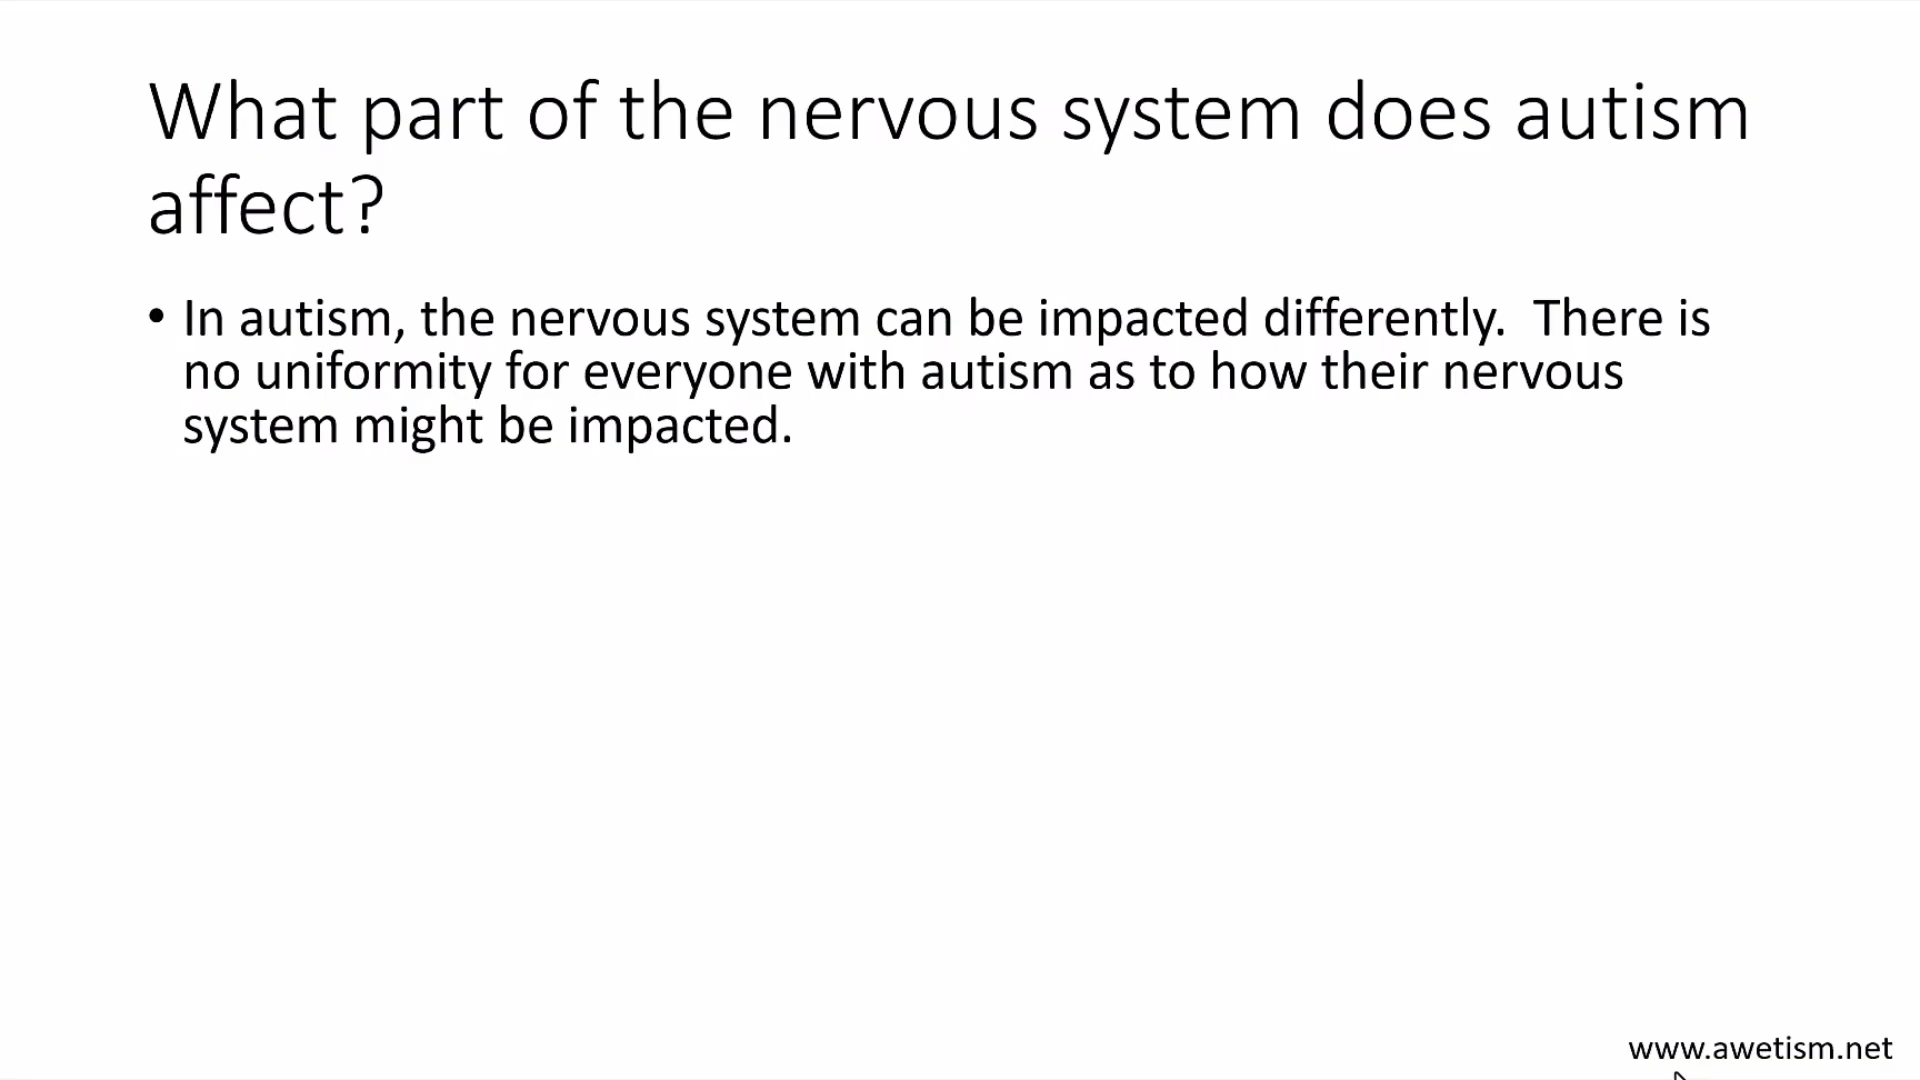 What part of the nervous system does autism
affect?
• In autism, the nervous system can be impacted differently.  There is
no uniformity for everyone with autism as to how their nervous
system might be impacted.
www.awetism.net